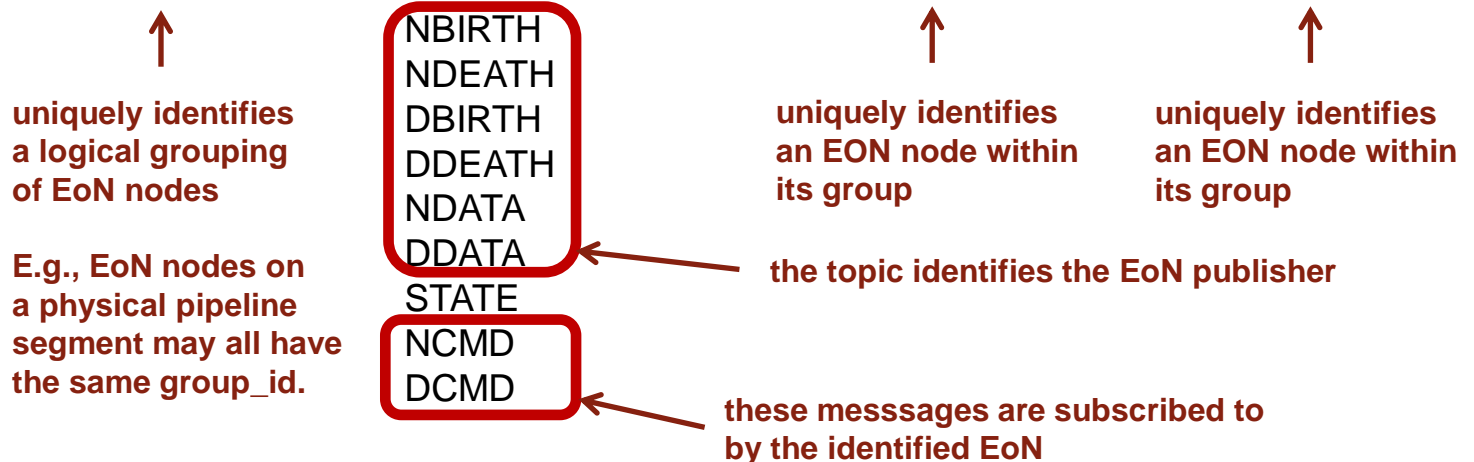 uniquely identifies
a logical grouping
of EoN nodes
E.g., EoN nodes on
a physical pipeline
segment may all have
the same group_id.
NBIRTH
NDEATH
DBIRTH
DDEATH
NDATA
DDATA
STATE
NCMD
DCMD
uniquely identifies
an EON node within
its group
uniquely identifies
an EON node within
its group
the topic identifies the EoN publisher
these messsages are subscribed to
by the identified EoN